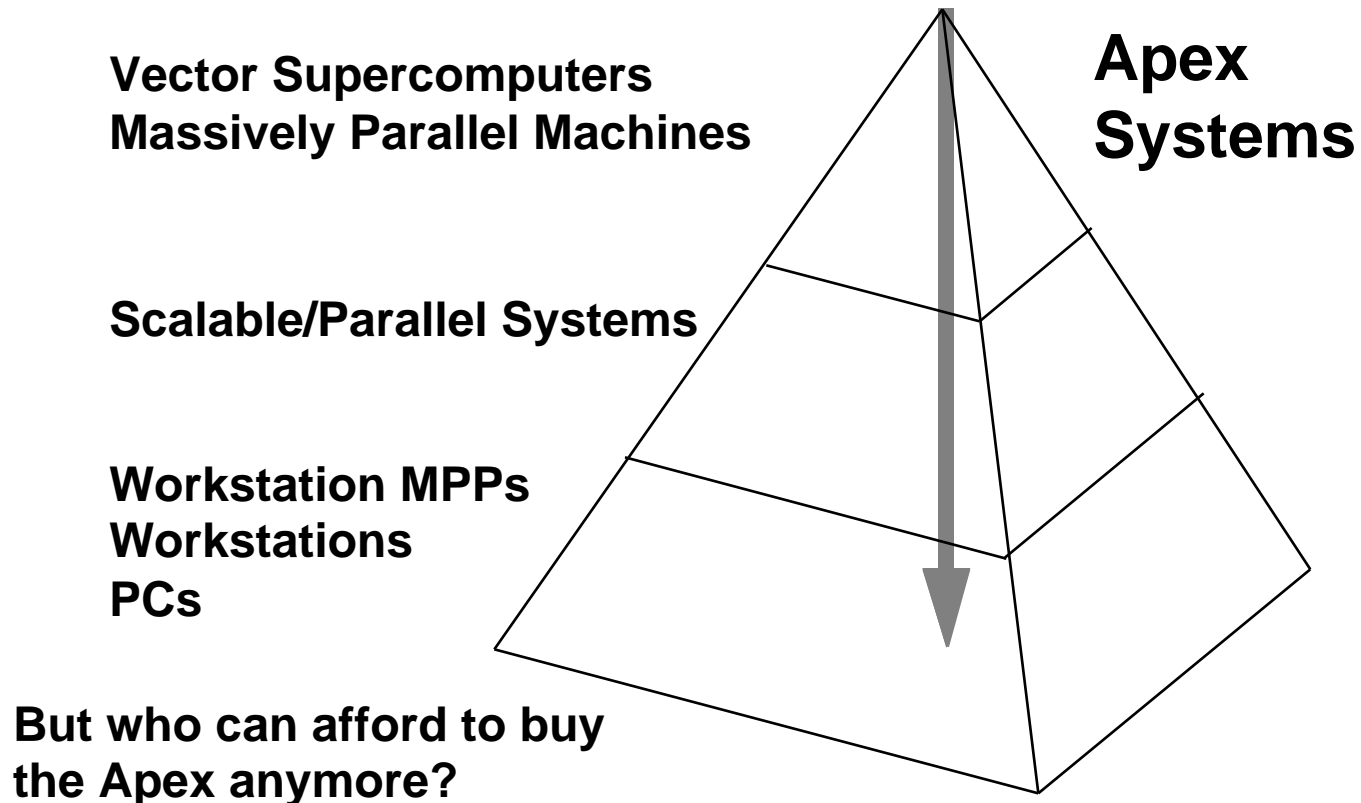 Vector Supercomputers
Massively Parallel Machines
Apex
Systems
Scalable/Parallel Systems
Workstation MPPs
Workstations
PCs
But who can afford to buy
the Apex anymore?